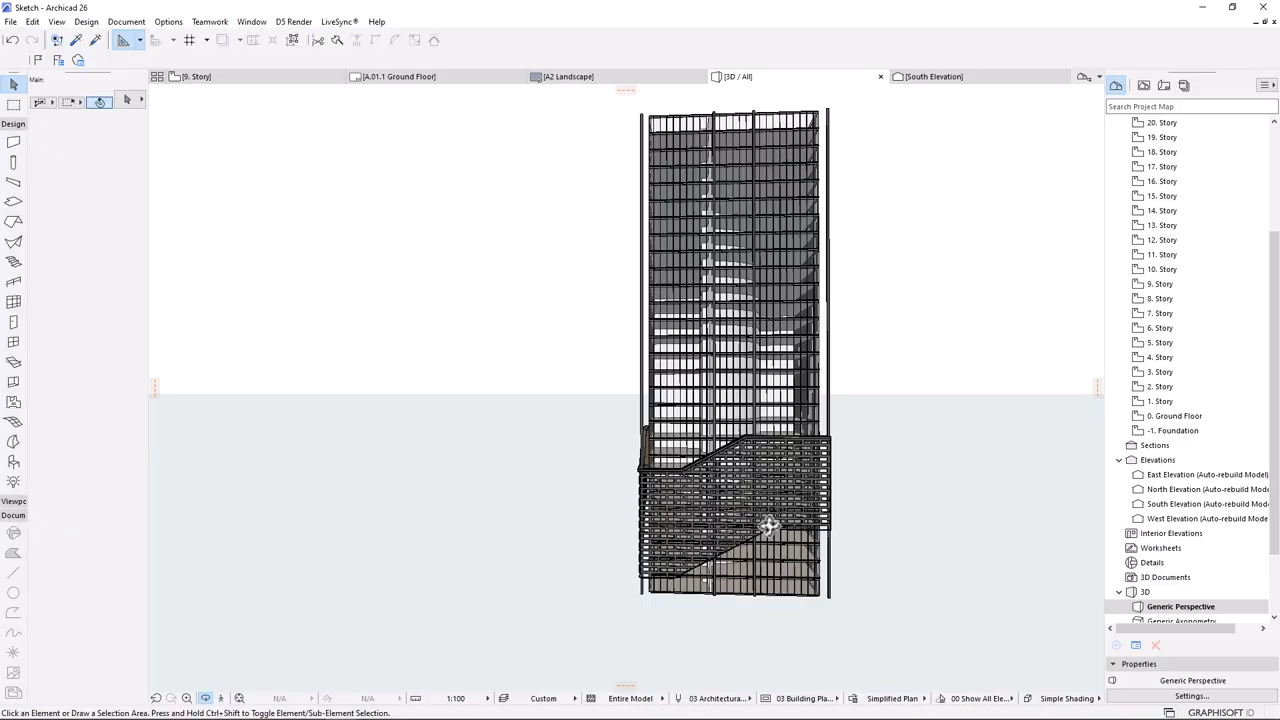 Sketch - Archicad 26
File Edit View Design Document Options Teamwork Window D5 Render LiveSync® Help
Main:
[9. Story]
[A.01.1 Ground Floor]
[A2 Landscape]
[3D / All]
[South Elevation]
Design
Search Project Map
20. Story
19. Story
18. Story
17. Story
16. Story
15. Story
14. Story
13. Story
12. Story
11. Story
10. Story
9. Story
8. Story
7. Story
6. Story
5. Story
4. Story
3. Story
2. Story
1. Story
0. Ground Floor
-1. Foundation
Sections
Elevations
East Elevation (Auto-rebuild Model)
North Elevation (Auto-rebuild Model)
South Elevation (Auto-rebuild Model)
West Elevation (Auto-rebuild Mode
Interior Elevations
Worksheets
Details
3D Documents
3D
Generic Perspective
Generic Axonometry
Viewpo
Docum
Properties
Generic Perspective
Settings...
N/A
N/A
1:100
Custom
Entire Model
03 Architectura...
03 Building Pla...
Simplified Plan
00 Show All Ele...
Simple Shading
Click an Element or Draw a Selection Area. Press and Hold Ctrl+Shift to Toggle Element/Sub-Element Selection.
GRAPHISOFT ID